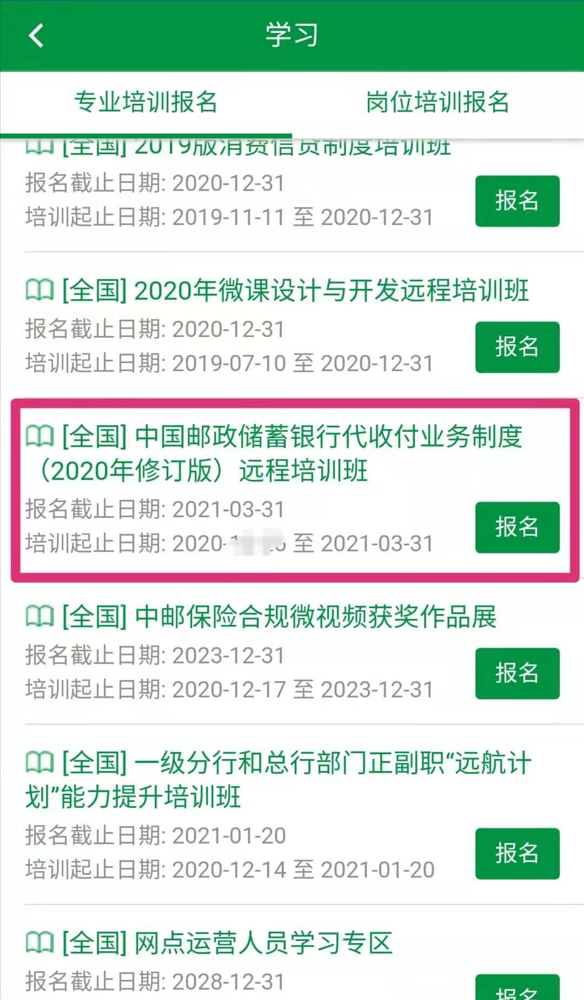 学习
专业培训报名
岗位培训报名
[全国] 2019版消费信贷制度培训班
报名截止日期: 2020-12-31
培训起止日期: 2019-11-11 至 2020-12-31
报名
[全国] 2020年微课设计与开发远程培训班
报名截止日期: 2020-12-31
培训起止日期: 2019-07-10 至 2020-12-31
报名
[全国] 中国邮政储蓄银行代收付业务制度
（2020年修订版）远程培训班
报名截止日期: 2021-03-31
培训起止日期: 2020- 至 2021-03-31
报名
[全国] 中邮保险合规微视频获奖作品展
报名截止日期: 2023-12-31
培训起止日期: 2020-12-17 至 2023-12-31
报名
[全国] 一级分行和总行部门正副职“远航计
划”能力提升培训班
报名截止日期: 2021-01-20
培训起止日期: 2020-12-14 至 2021-01-20
报名
[全国] 网点运营人员学习专区
报名截止日期: 2028-12-31
报名